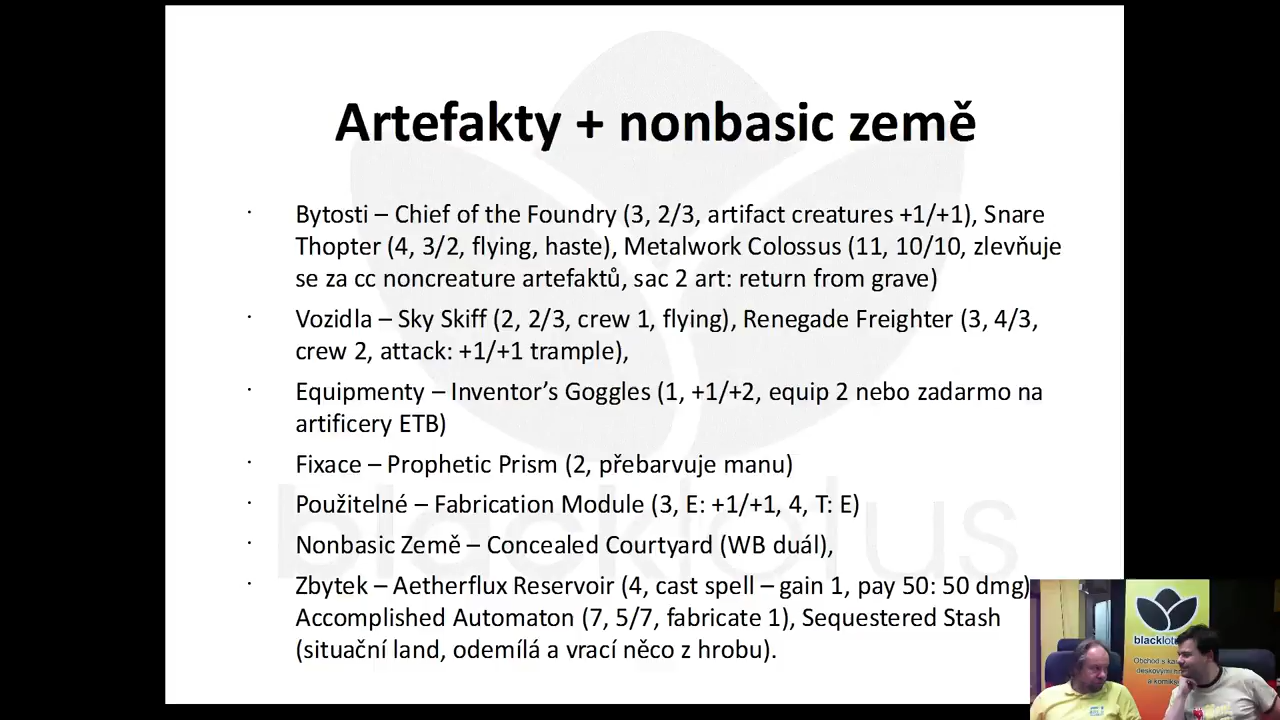 Artefakty + nonbasic země
· Bytosti – Chief of the Foundry (3, 2/3, artifact creatures +1/+1), Snare
Thopter (4, 3/2, flying, haste), Metalwork Colossus (11, 10/10, zlevňuje
se za cc noncreature artefaktů, sac 2 art: return from grave)
· Vozidla – Sky Skiff (2, 2/3, crew 1, flying), Renegade Freighter (3, 4/3,
crew 2, attack: +1/+1 trample),
· Equipmenty – Inventor’s Goggles (1, +1/+2, equip 2 nebo zadarmo na
artificery ETB)
· Fixace – Prophetic Prism (2, přebarvuje manu)
· Použitelné – Fabrication Module (3, E: +1/+1, 4, T: E)
· Nonbasic Země – Concealed Courtyard (WB duál),
· Zbytek – Aetherflux Reservoir (4, cast spell – gain 1, pay 50: 50 dmg)
Accomplished Automaton (7, 5/7, fabricate 1), Sequestered Stash
(situační land, odemílá a vrací něco z hrobu).
blacklotus
blacklotu
Obchod s ka
deskovými h
a komiks